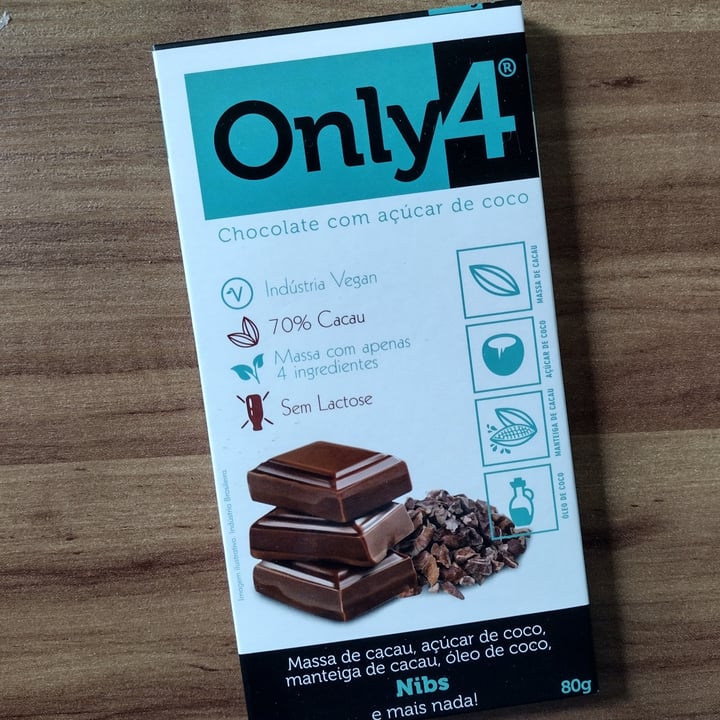 Only4®
Chocolate com açúcar de coco
Indústria Vegan
70% Cacau
Massa com apenas
4 ingredientes
Sem Lactose
MASSA DE CACAU
AÇÚCAR DE COCO
MANTEIGA DE CACAU
ÓLEO DE COCO
Imagem ilustrativa. Indústria Brasileira
Massa de cacau, açúcar de coco,
manteiga de cacau, óleo de coco,
Nibs
e mais nada!
80g